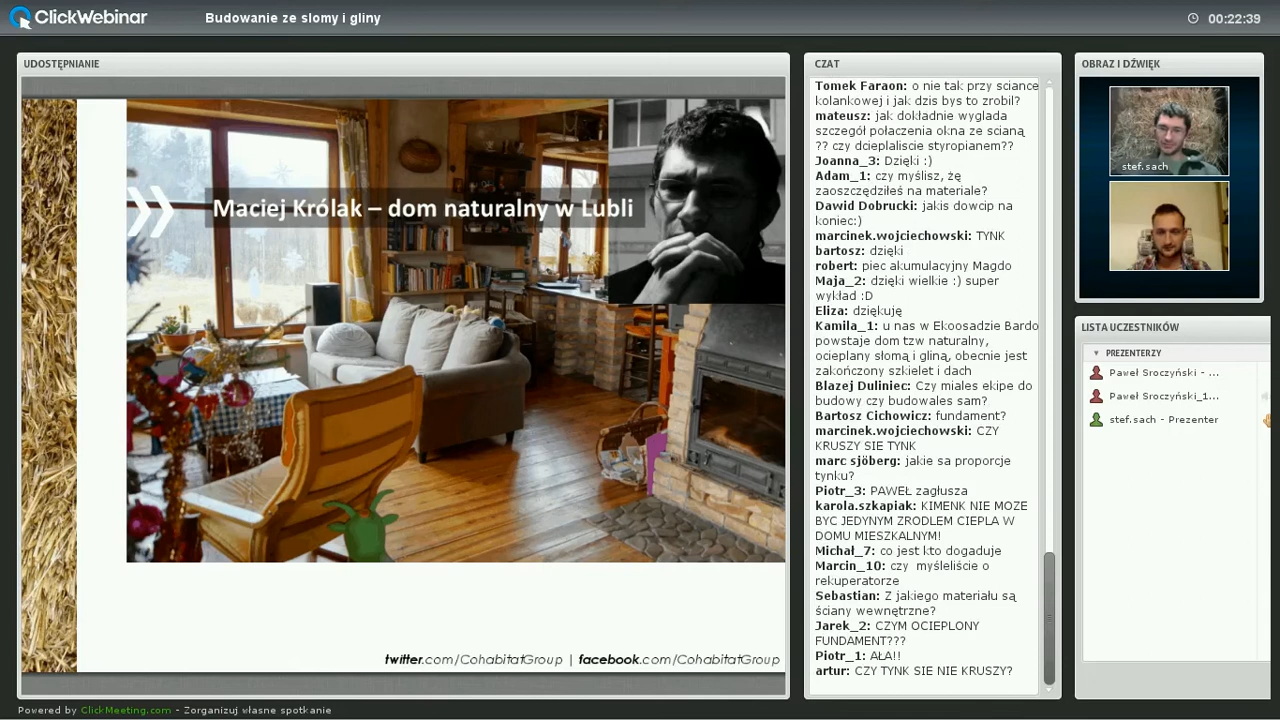 ClickWebinar
Budowanie ze slomy i gliny
00:22:39
UDOSTĘPNIANIE
Maciej Królak – dom naturalny w Lubli
twitter.com/CohabitatGroup | facebook.com/CohabitatGroup
CZAT
Tomek Faraon: o nie tak przy sciance
kolankowej i jak dzis bys to zrobil?
mateusz: jak dokładnie wyglada
szczegół połaczenia okna ze scianą
?? czy dcieplaliscie styropianem??
Joanna_3: Dzięki :)
Adam_1: czy myślisz, żę
zaoszczędziłeś na materiale?
Dawid Dobrucki: jakis dowcip na
koniec:)
marcinek.wojciechowski: TYNK
bartosz: dzięki
robert: piec akumulacyjny Magdo
Maja_2: dzięki wielkie :) super
wykład :D
Eliza: dziękuję
Kamila_1: u nas w Ekoosadzie Bardo
powstaje dom tzw naturalny,
ocieplany słomą i gliną, obecnie jest
zakończony szkielet i dach
Blazej Duliniec: Czy miales ekipe do
budowy czy budowales sam?
Bartosz Cichowicz: fundament?
marcinek.wojciechowski: CZY
KRUSZY SIE TYNK
marc sjöberg: jakie sa proporcje
tynku?
Piotr_3: PAWEŁ zagłusza
karola.szkapiak: KIMENK NIE MOZE
BYC JEDYNYM ZRODLEM CIEPLA W
DOMU MIESZKALNYM!
Michał_7: co jest kto dogaduje
Marcin_10: czy  myśleliście o
rekuperatorze
Sebastian: Z jakiego materiału są
ściany wewnętrzne?
Jarek_2: CZYM OCIEPLONY
FUNDAMENT???
Piotr_1: AŁA!!
artur: CZY TYNK SIE NIE KRUSZY?
OBRAZ I DŹWIĘK
stef.sach
LISTA UCZESTNIKÓW
PREZENTERZY
Paweł Sroczyński - ...
Paweł Sroczyński_1...
stef.sach - Prezenter
Powered by ClickMeeting.com - Zorganizuj własne spotkanie